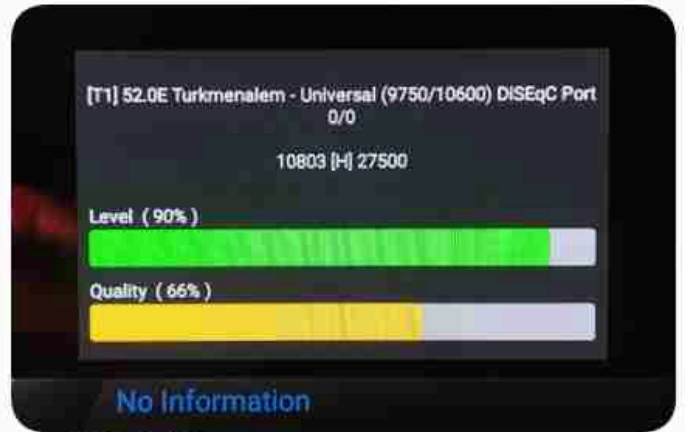 [T1] 52.0E Turkmenalem - Universal (9750/10600) DiSEqC Port
0/0
10803 [H] 27500
Level ( 90% )
Quality ( 66% )
No Information